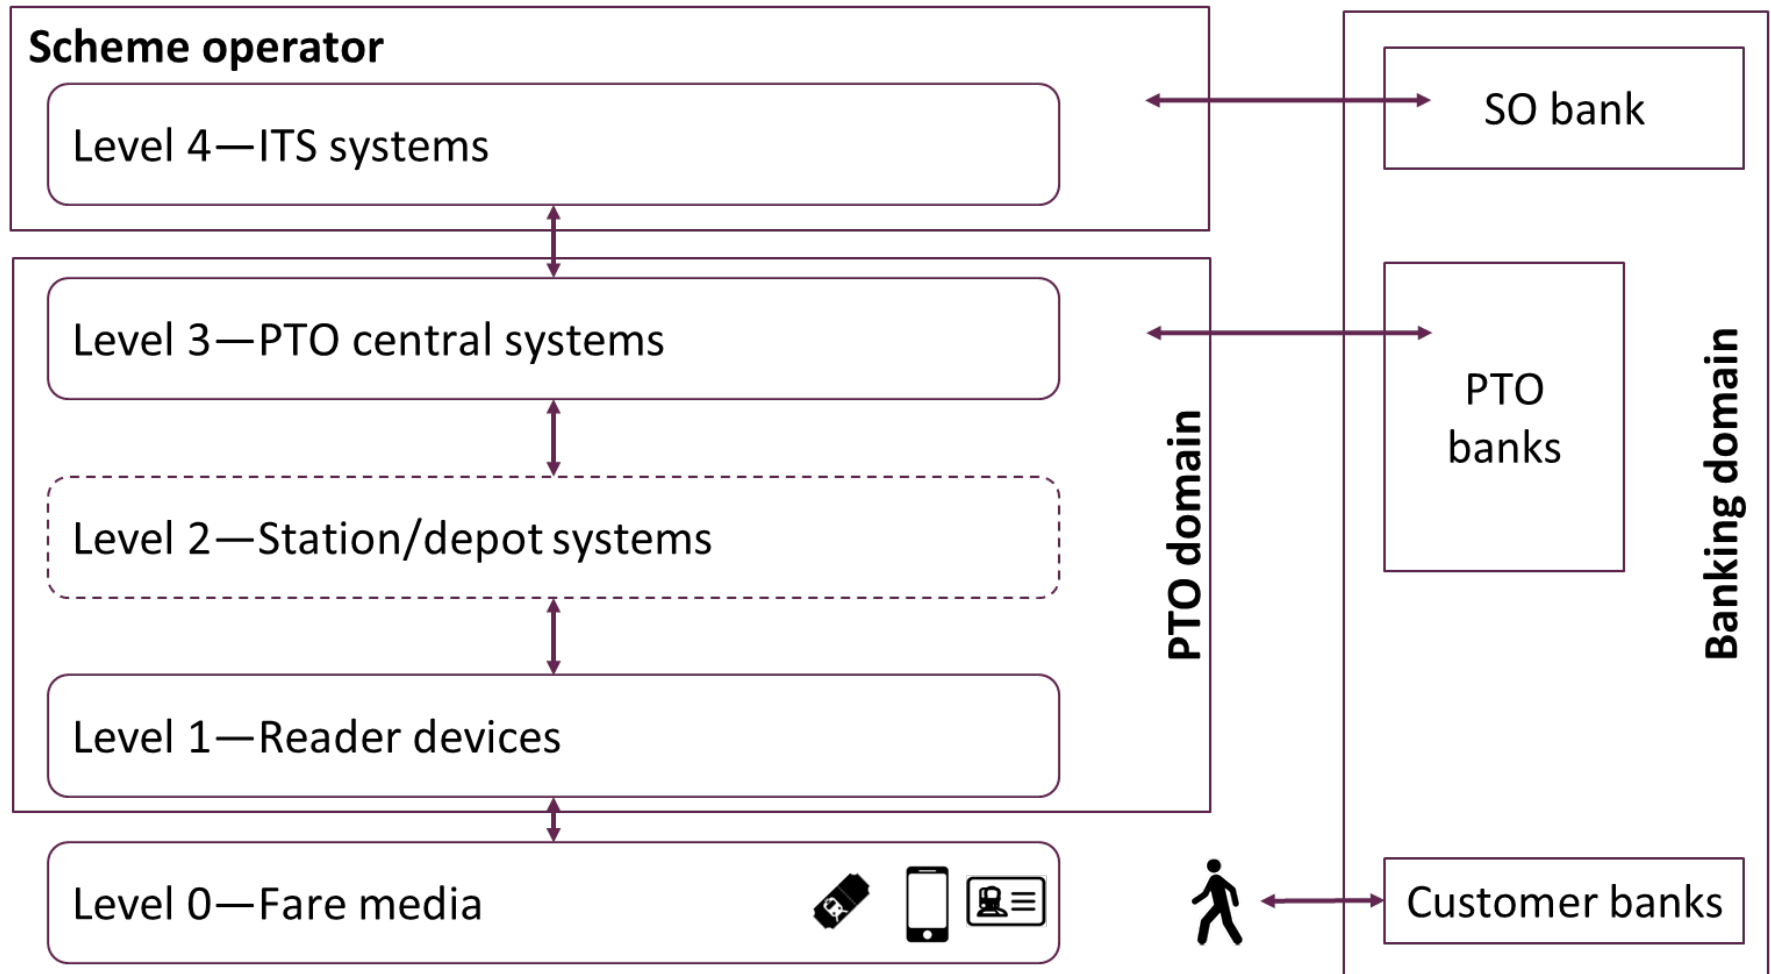 Scheme operator
Level 4—ITS systems
SO bank
Level 3—PTO central systems
PTO
banks
Level 2—Station/depot systems
PTO domain
Banking domain
Level 1—Reader devices
Level 0—Fare media
Customer banks